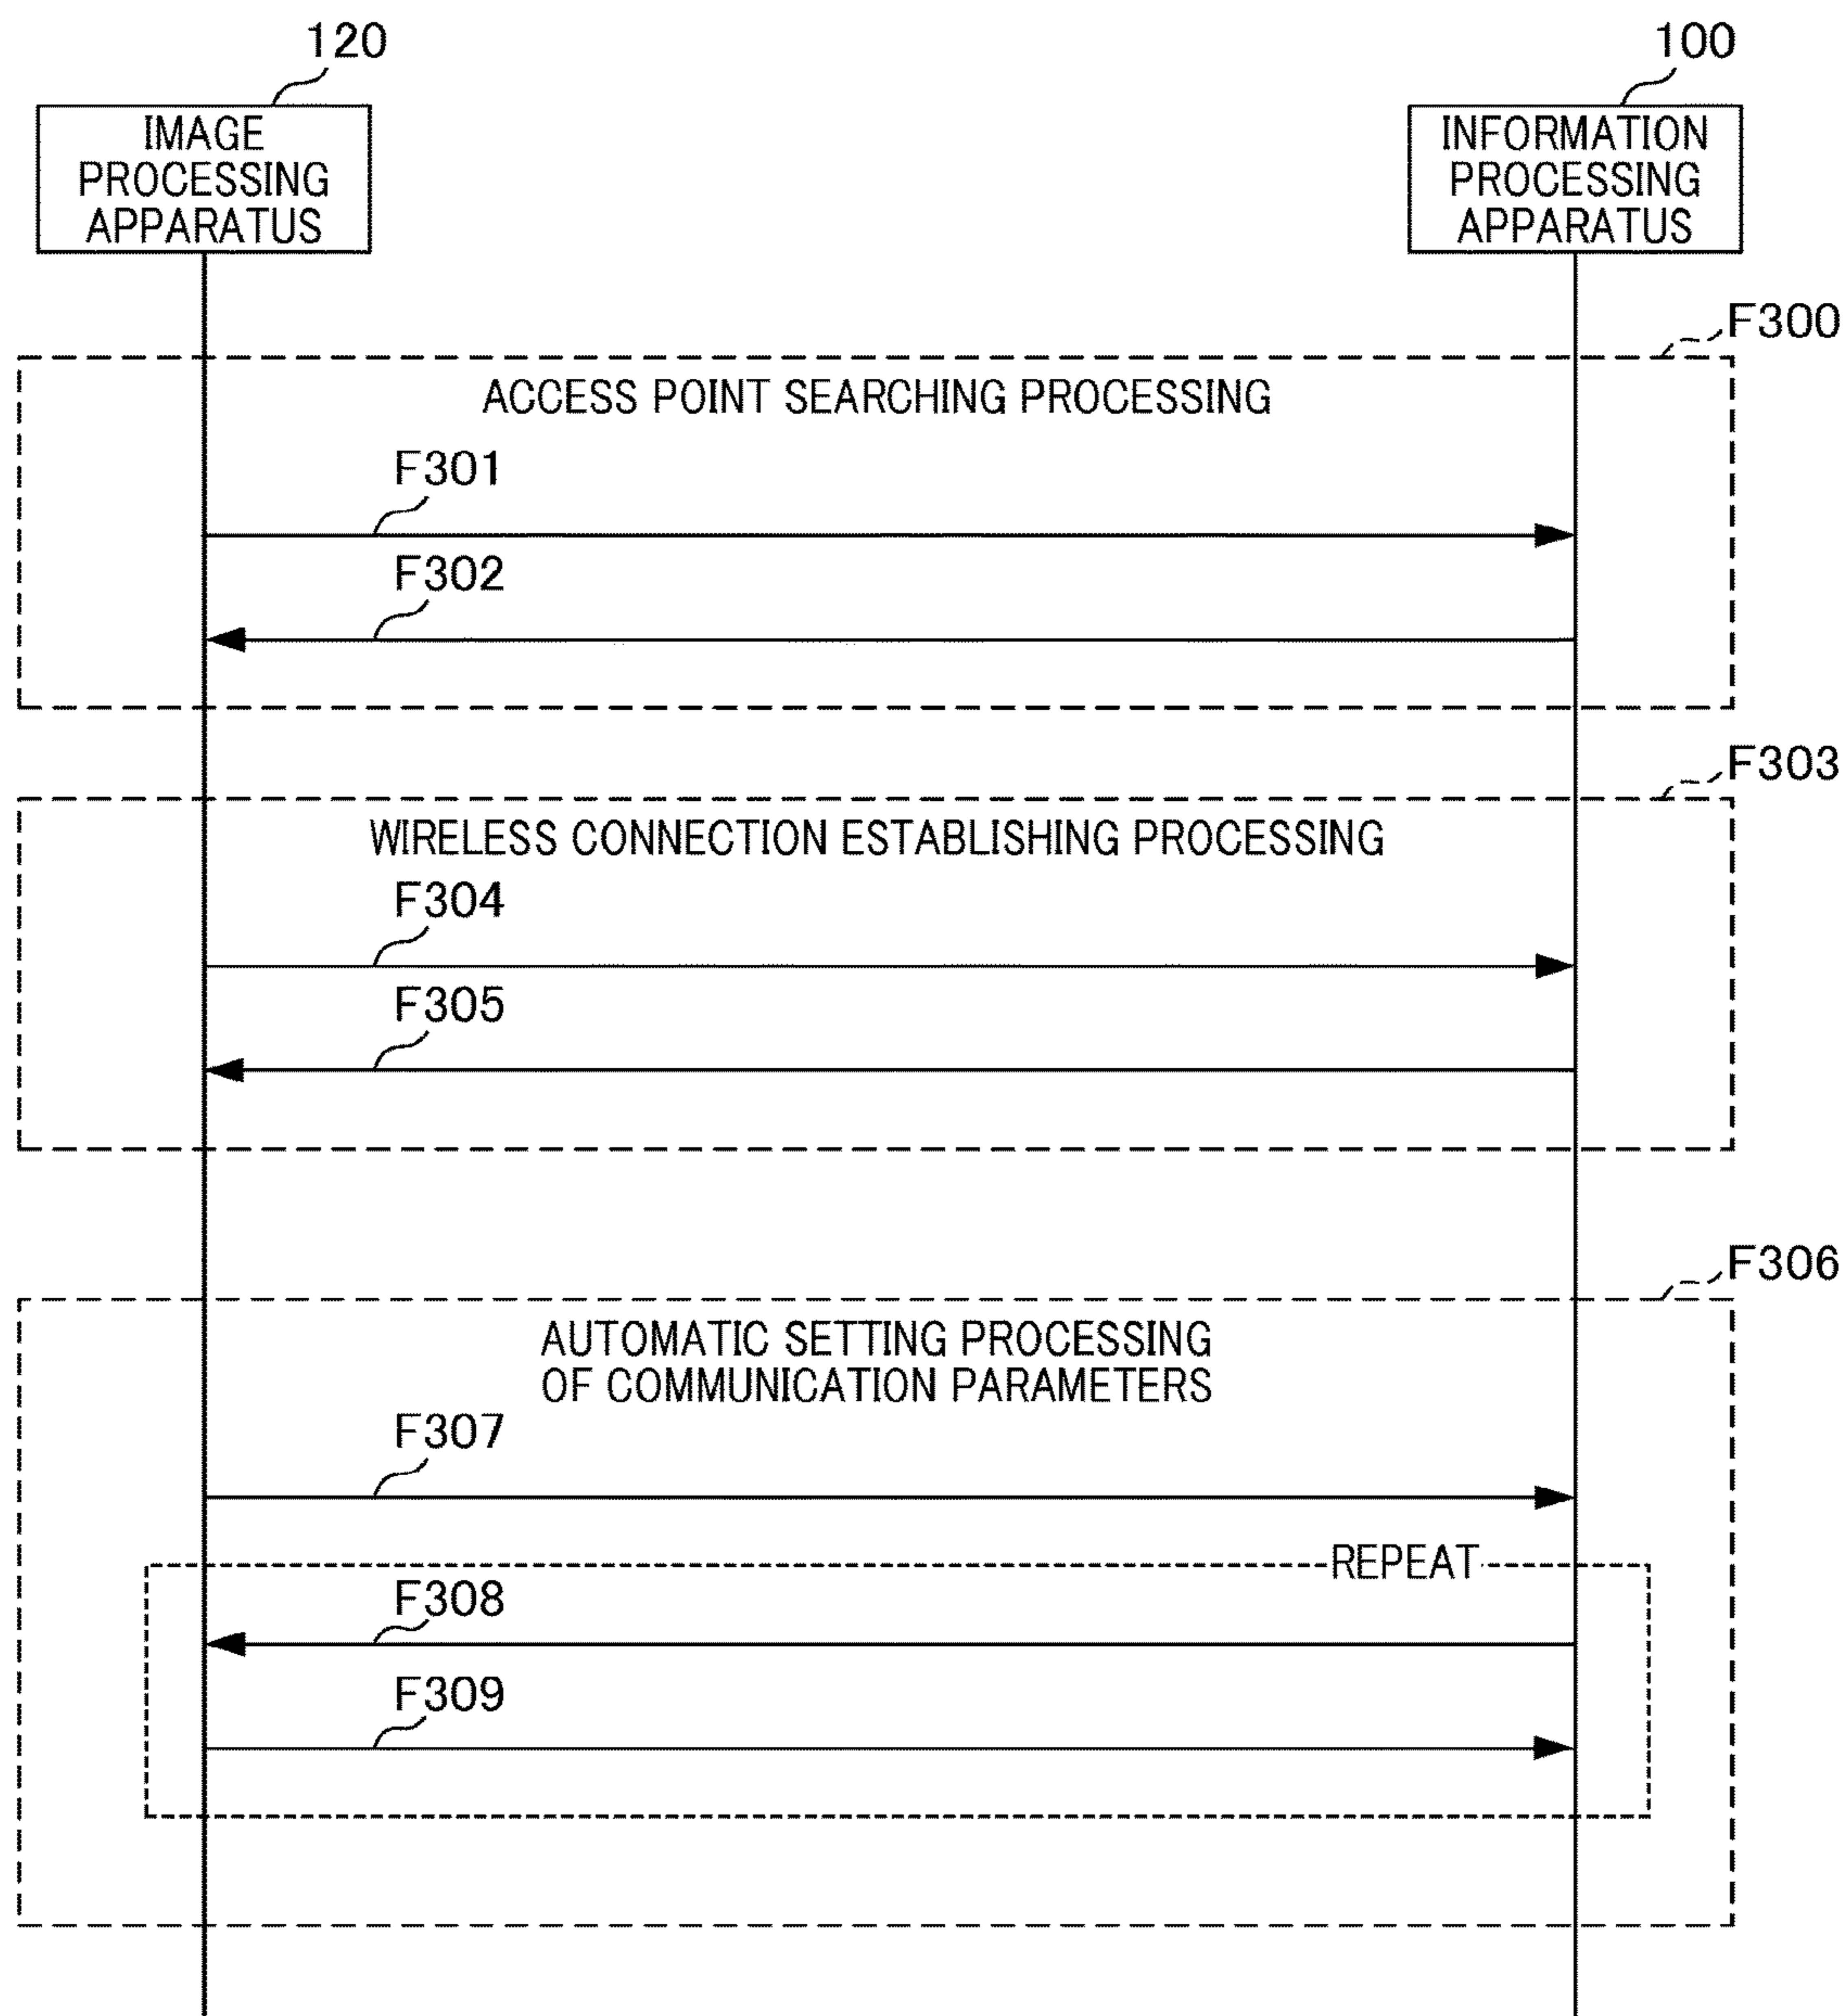 120
100
IMAGE
PROCESSING
APPARATUS
INFORMATION
PROCESSING
APPARATUS
F300
ACCESS POINT SEARCHING PROCESSING
F301
F302
F303
WIRELESS CONNECTION ESTABLISHING PROCESSING
F304
F305
F306
AUTOMATIC SETTING PROCESSING
OF COMMUNICATION PARAMETERS
F307
REPEAT
F308
F309